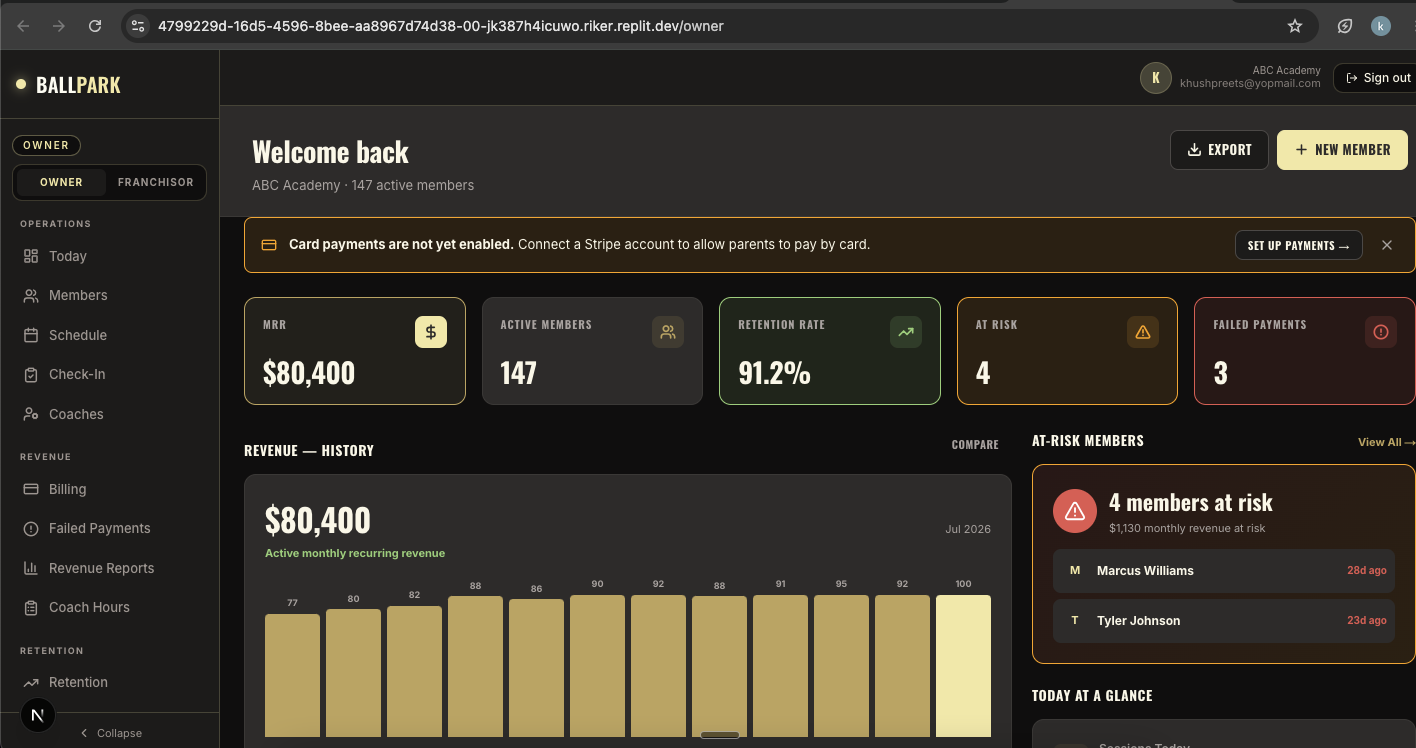 4799229d-16d5-4596-8bee-aa8967d74d38-00-jk387h4icuwo.riker.replit.dev/owner
k
BALLPARK
OWNER
OWNER FRANCHISOR
OPERATIONS
Today
Members
Schedule
Check-In
Coaches
REVENUE
Billing
Failed Payments
Revenue Reports
Coach Hours
RETENTION
Retention
N
Collapse
K
ABC Academy
khushpreets@yopmail.com
Sign out
Welcome back
ABC Academy · 147 active members
EXPORT
NEW MEMBER
Card payments are not yet enabled. Connect a Stripe account to allow parents to pay by card.
SET UP PAYMENTS →
MRR
$80,400
ACTIVE MEMBERS
147
RETENTION RATE
91.2%
AT RISK
4
FAILED PAYMENTS
3
REVENUE — HISTORY
COMPARE
$80,400
Jul 2026
Active monthly recurring revenue
77 80 82 88 86 90 92 88 91 95 92 100
AT-RISK MEMBERS
View All →
4 members at risk
$1,130 monthly revenue at risk
M Marcus Williams 28d ago
T Tyler Johnson 23d ago
TODAY AT A GLANCE
Sessions Today